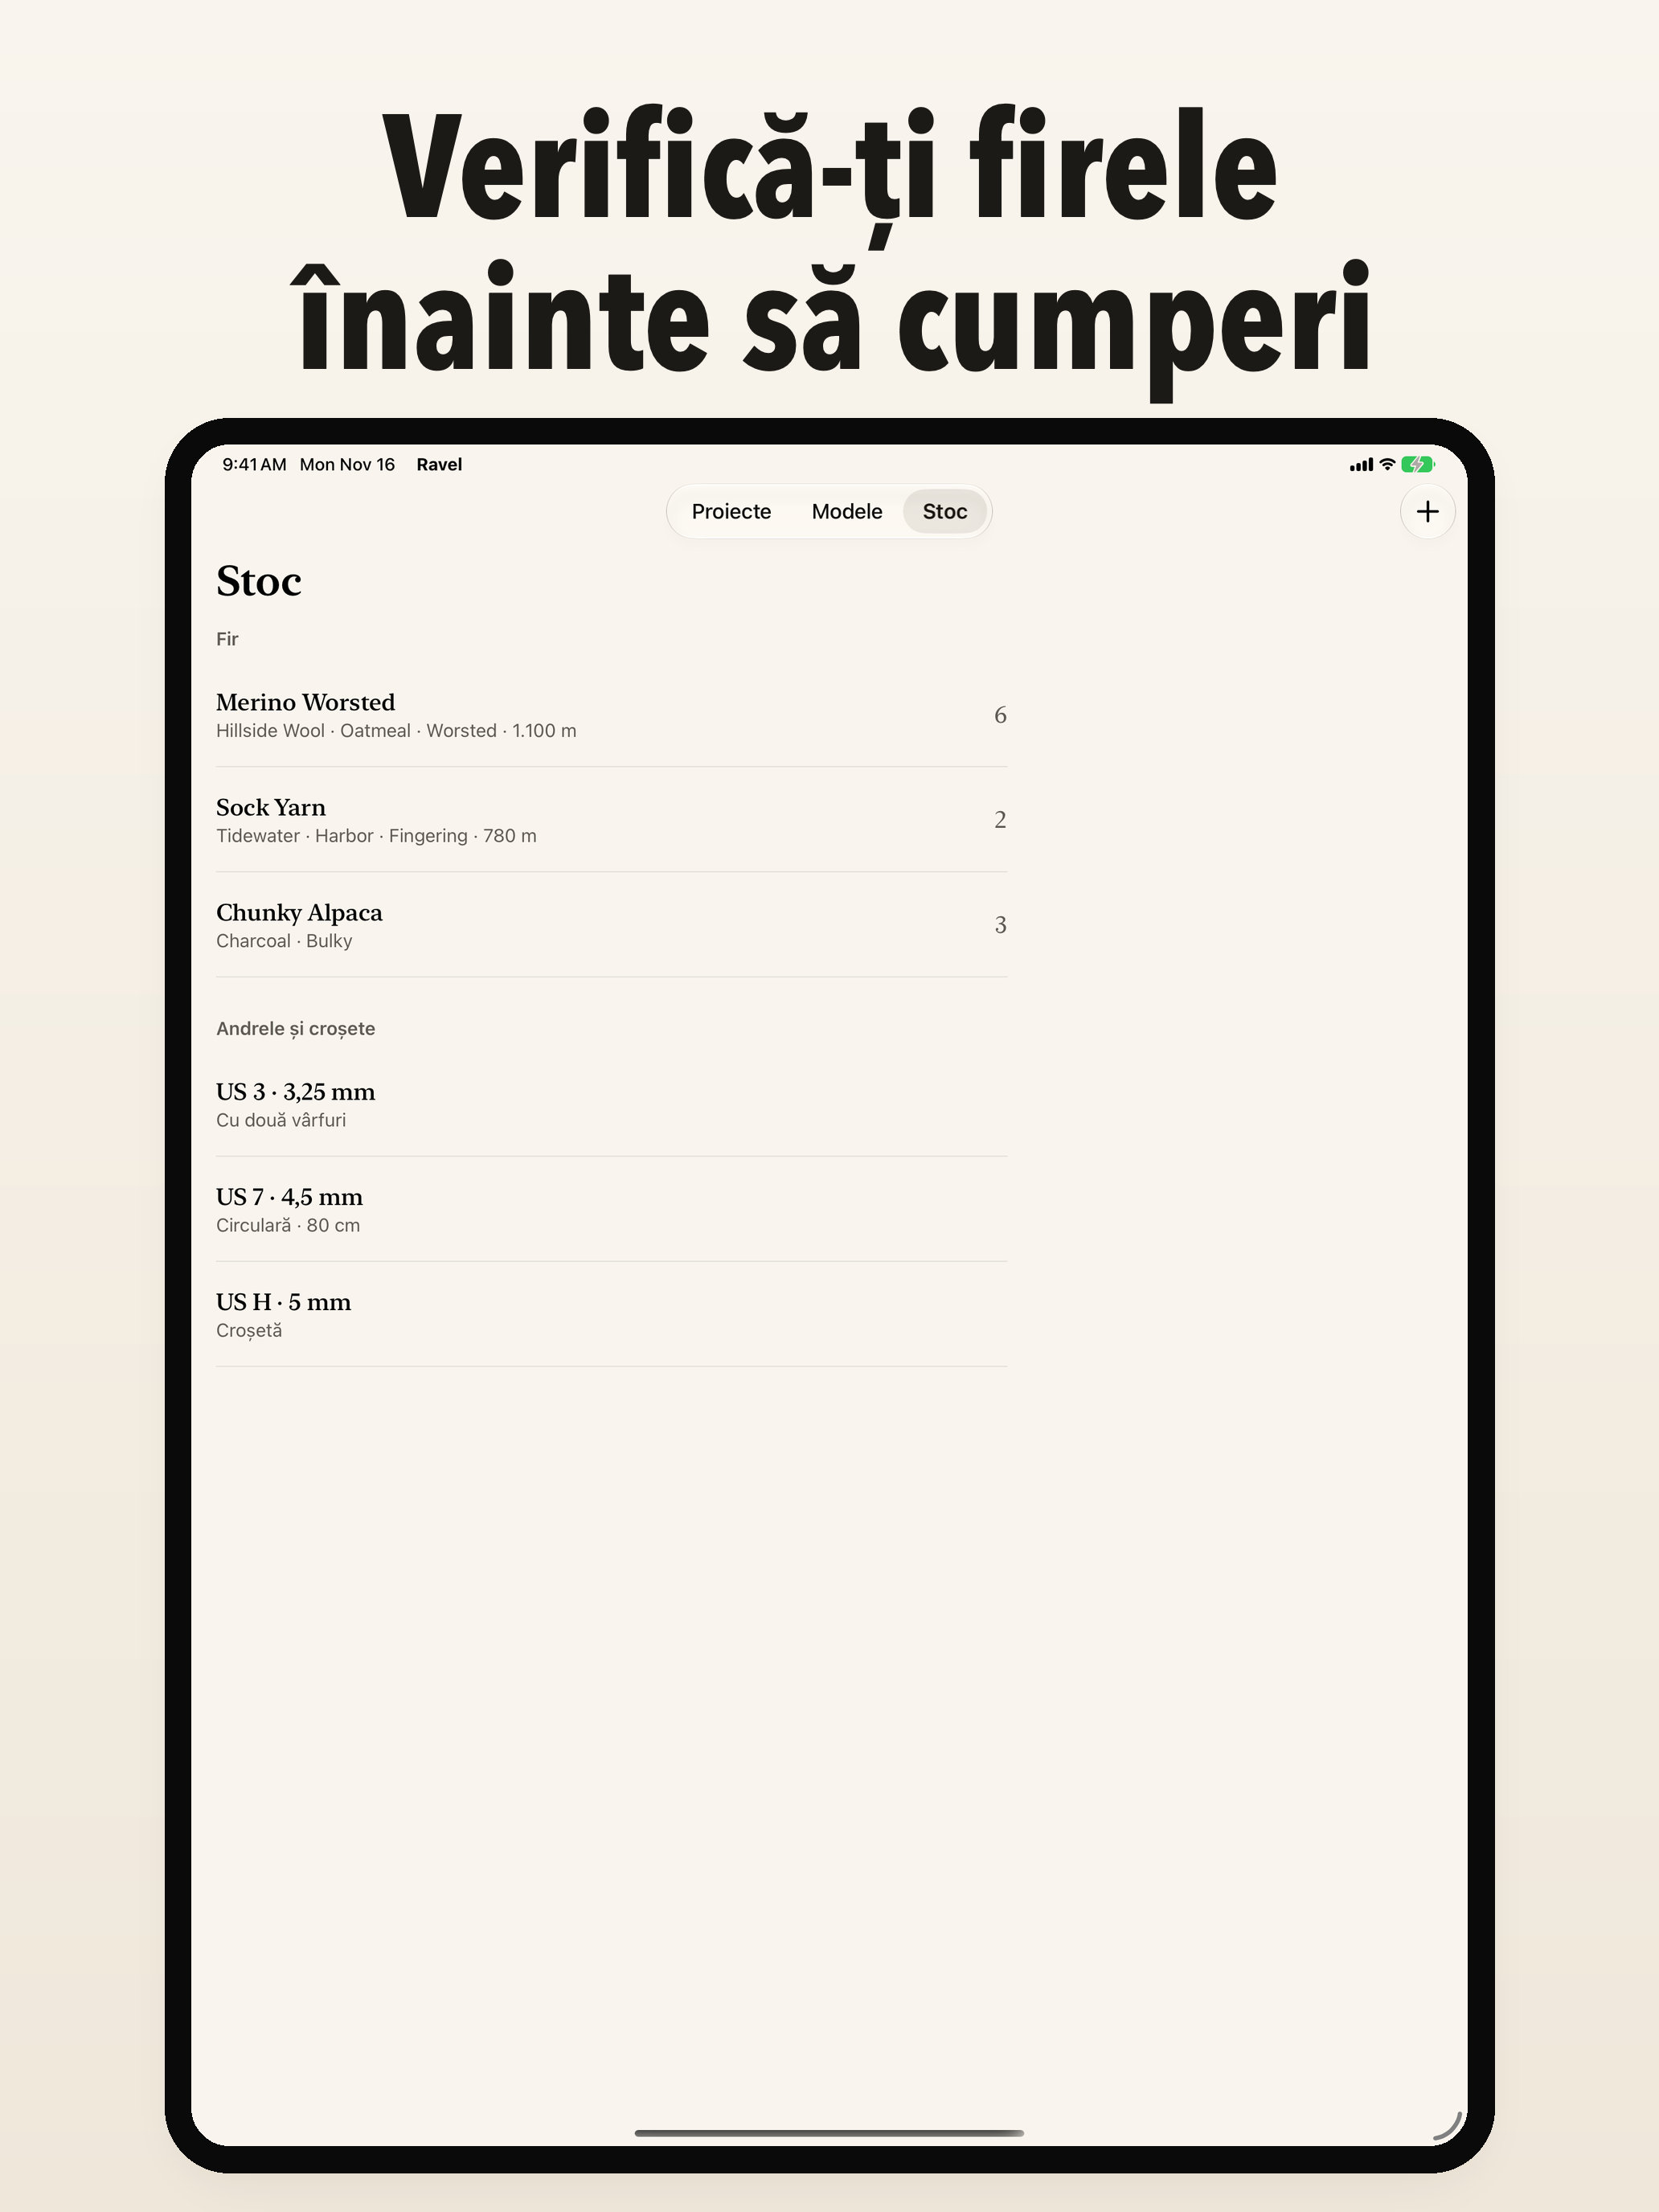 Verifică-ți firele
înainte să cumperi
9:41 AM Mon Nov 16 Ravel
Proiecte Modele Stoc
Stoc
Fir
Merino Worsted
Hillside Wool · Oatmeal · Worsted · 1.100 m
6
Sock Yarn
Tidewater · Harbor · Fingering · 780 m
2
Chunky Alpaca
Charcoal · Bulky
3
Andrele și croșete
US 3 · 3,25 mm
Cu două vârfuri
US 7 · 4,5 mm
Circulară · 80 cm
US H · 5 mm
Croșetă